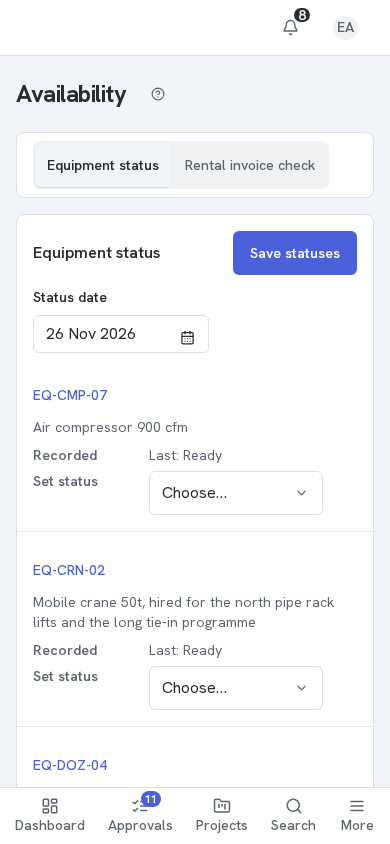 8
EA
Availability
Equipment status
Rental invoice check
Equipment status
Save statuses
Status date
26 Nov 2026
EQ-CMP-07
Air compressor 900 cfm
Recorded
Last: Ready
Set status
Choose...
EQ-CRN-02
Mobile crane 50t, hired for the north pipe rack
lifts and the long tie-in programme
Recorded
Last: Ready
Set status
Choose...
EQ-DOZ-04
11
Dashboard
Approvals
Projects
Search
More